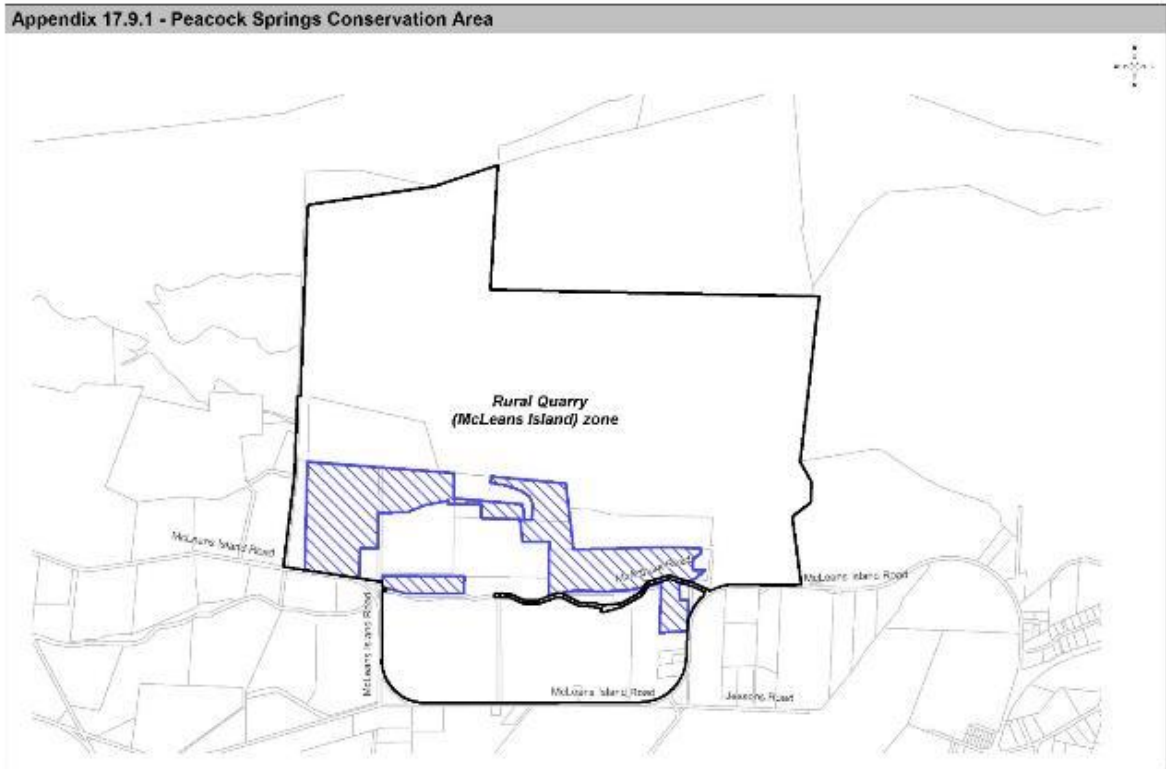 Appendix 17.9.1 - Peacock Springs Conservation Area
Rural Quarry
(McLeans Island) zone
McLeans Island Road
Road
McLeans Island Road
McLeans Island Road
McLeans Island Road
Jessons Road